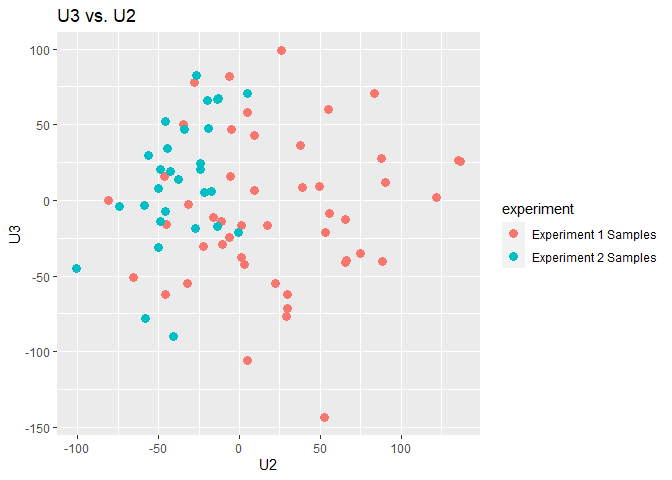 U3 vs. U2
100
50
0
-50
-100
-150
U3
-100
-50
0
50
100
U2
experiment
Experiment 1 Samples
Experiment 2 Samples